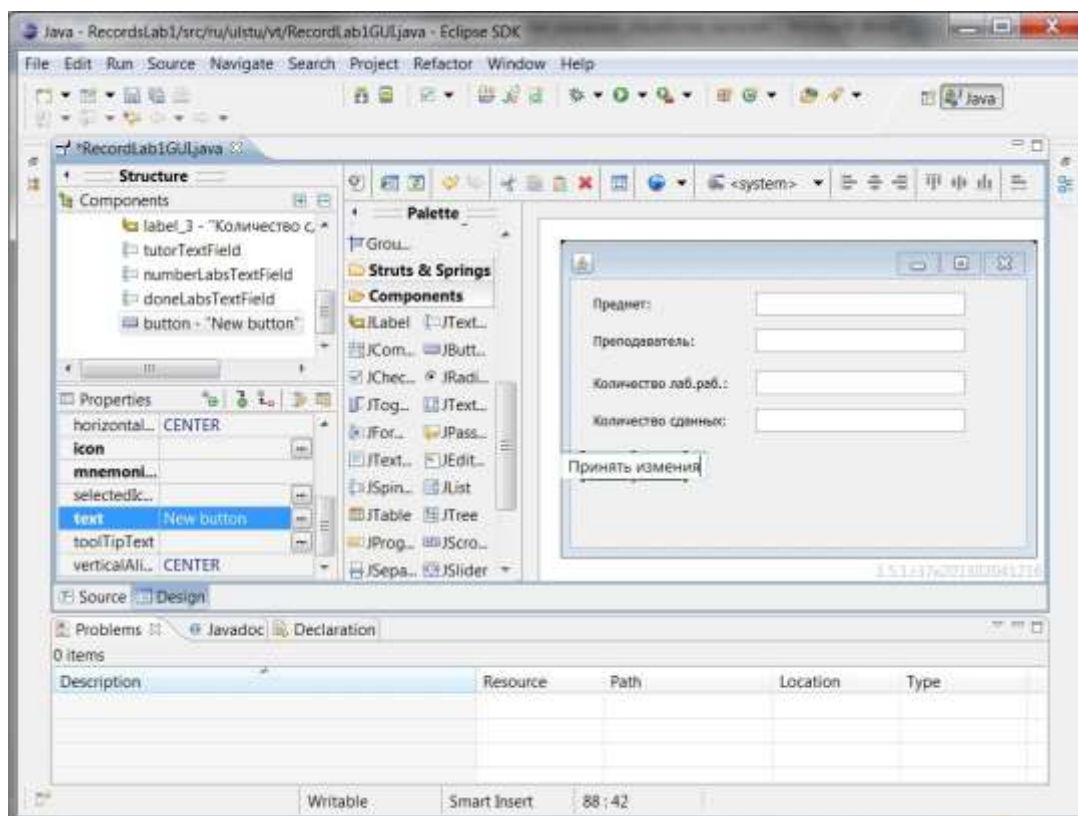 Java - RecordsLab1/src/ru/ulstu/vt/RecordLab1GUI.java - Eclipse SDK
File Edit Run Source Navigate Search Project Refactor Window Help
Java
*RecordLab1GUI.java
Structure
Components
label_3 - "Количество с,
tutorTextField
numberLabsTextField
doneLabsTextField
button - "New button"
Properties
horizontal... CENTER
icon
mnemoni...
selectedIc...
text New button
toolTipText
verticalAli... CENTER
<system>
Palette
Grou...
Struts & Springs
Components
JLabel JText...
JCom... JButt...
JChec... JRadi...
JTog... JText...
JFor... JPass...
JText... JEdit...
JSpin... JList
JTable JTree
JProg... JScro...
JSepa... JSlider
Предмет:
Преподаватель:
Количество лаб.раб.:
Количество сданных:
Принять измения
Source Design
Problems Javadoc Declaration
0 items
Description Resource Path Location Type
Writable Smart Insert 88 : 42